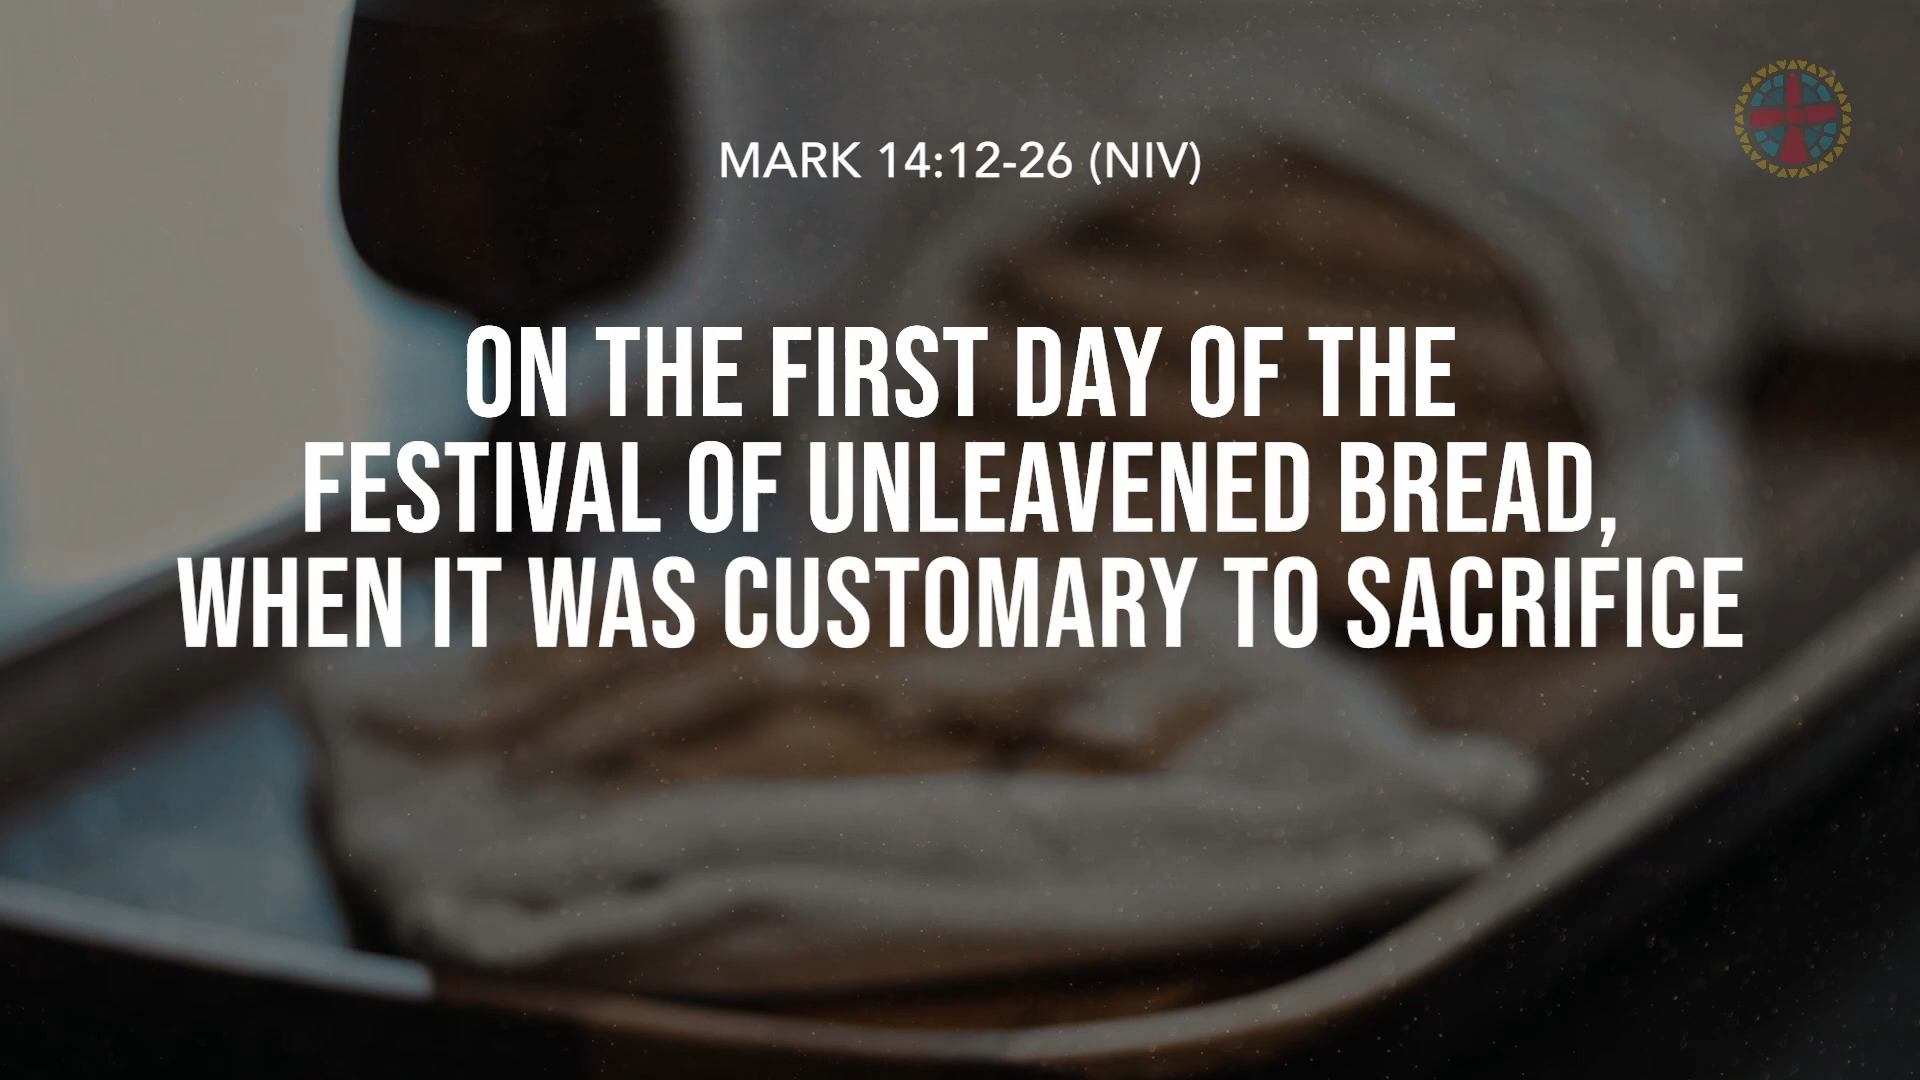 MARK 14:12-26 (NIV)
ON THE FIRST DAY OF THE
FESTIVAL OF UNLEAVENED BREAD,
WHEN IT WAS CUSTOMARY TO SACRIFICE